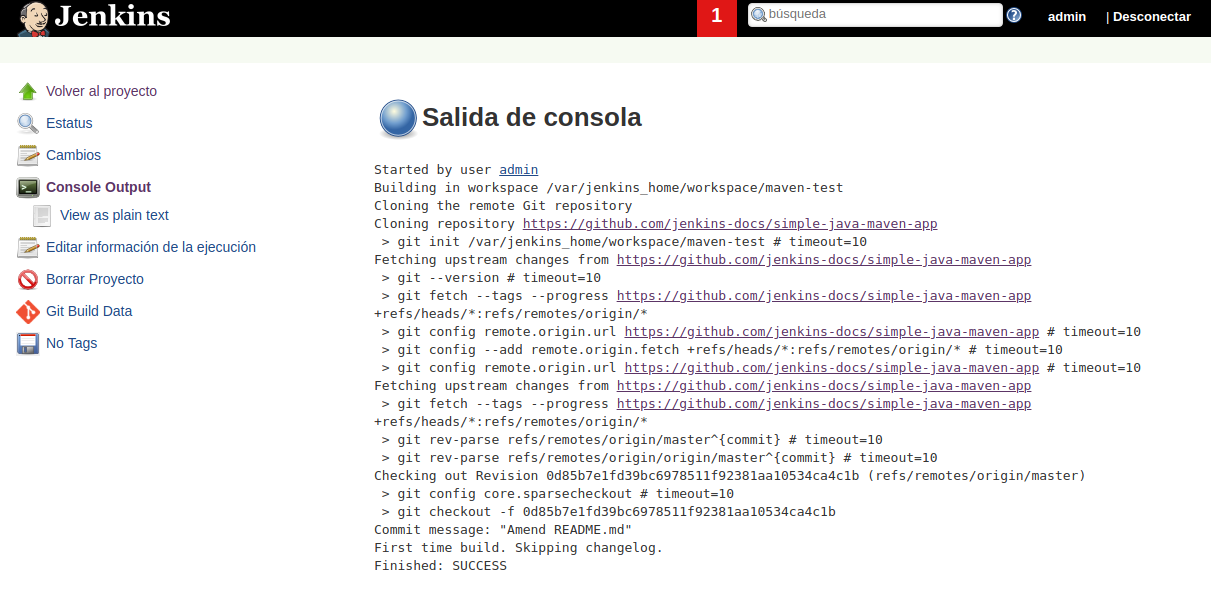 Jenkins
1
búsqueda
admin
| Desconectar
Volver al proyecto
Estatus
Cambios
Console Output
View as plain text
Editar información de la ejecución
Borrar Proyecto
Git Build Data
No Tags
Salida de consola
Started by user admin
Building in workspace /var/jenkins_home/workspace/maven-test
Cloning the remote Git repository
Cloning repository https://github.com/jenkins-docs/simple-java-maven-app
 > git init /var/jenkins_home/workspace/maven-test # timeout=10
Fetching upstream changes from https://github.com/jenkins-docs/simple-java-maven-app
 > git --version # timeout=10
 > git fetch --tags --progress https://github.com/jenkins-docs/simple-java-maven-app
+refs/heads/*:refs/remotes/origin/*
 > git config remote.origin.url https://github.com/jenkins-docs/simple-java-maven-app # timeout=10
 > git config --add remote.origin.fetch +refs/heads/*:refs/remotes/origin/* # timeout=10
 > git config remote.origin.url https://github.com/jenkins-docs/simple-java-maven-app # timeout=10
Fetching upstream changes from https://github.com/jenkins-docs/simple-java-maven-app
 > git fetch --tags --progress https://github.com/jenkins-docs/simple-java-maven-app
+refs/heads/*:refs/remotes/origin/*
 > git rev-parse refs/remotes/origin/master^{commit} # timeout=10
 > git rev-parse refs/remotes/origin/origin/master^{commit} # timeout=10
Checking out Revision 0d85b7e1fd39bc6978511f92381aa10534ca4c1b (refs/remotes/origin/master)
 > git config core.sparsecheckout # timeout=10
 > git checkout -f 0d85b7e1fd39bc6978511f92381aa10534ca4c1b
Commit message: "Amend README.md"
First time build. Skipping changelog.
Finished: SUCCESS